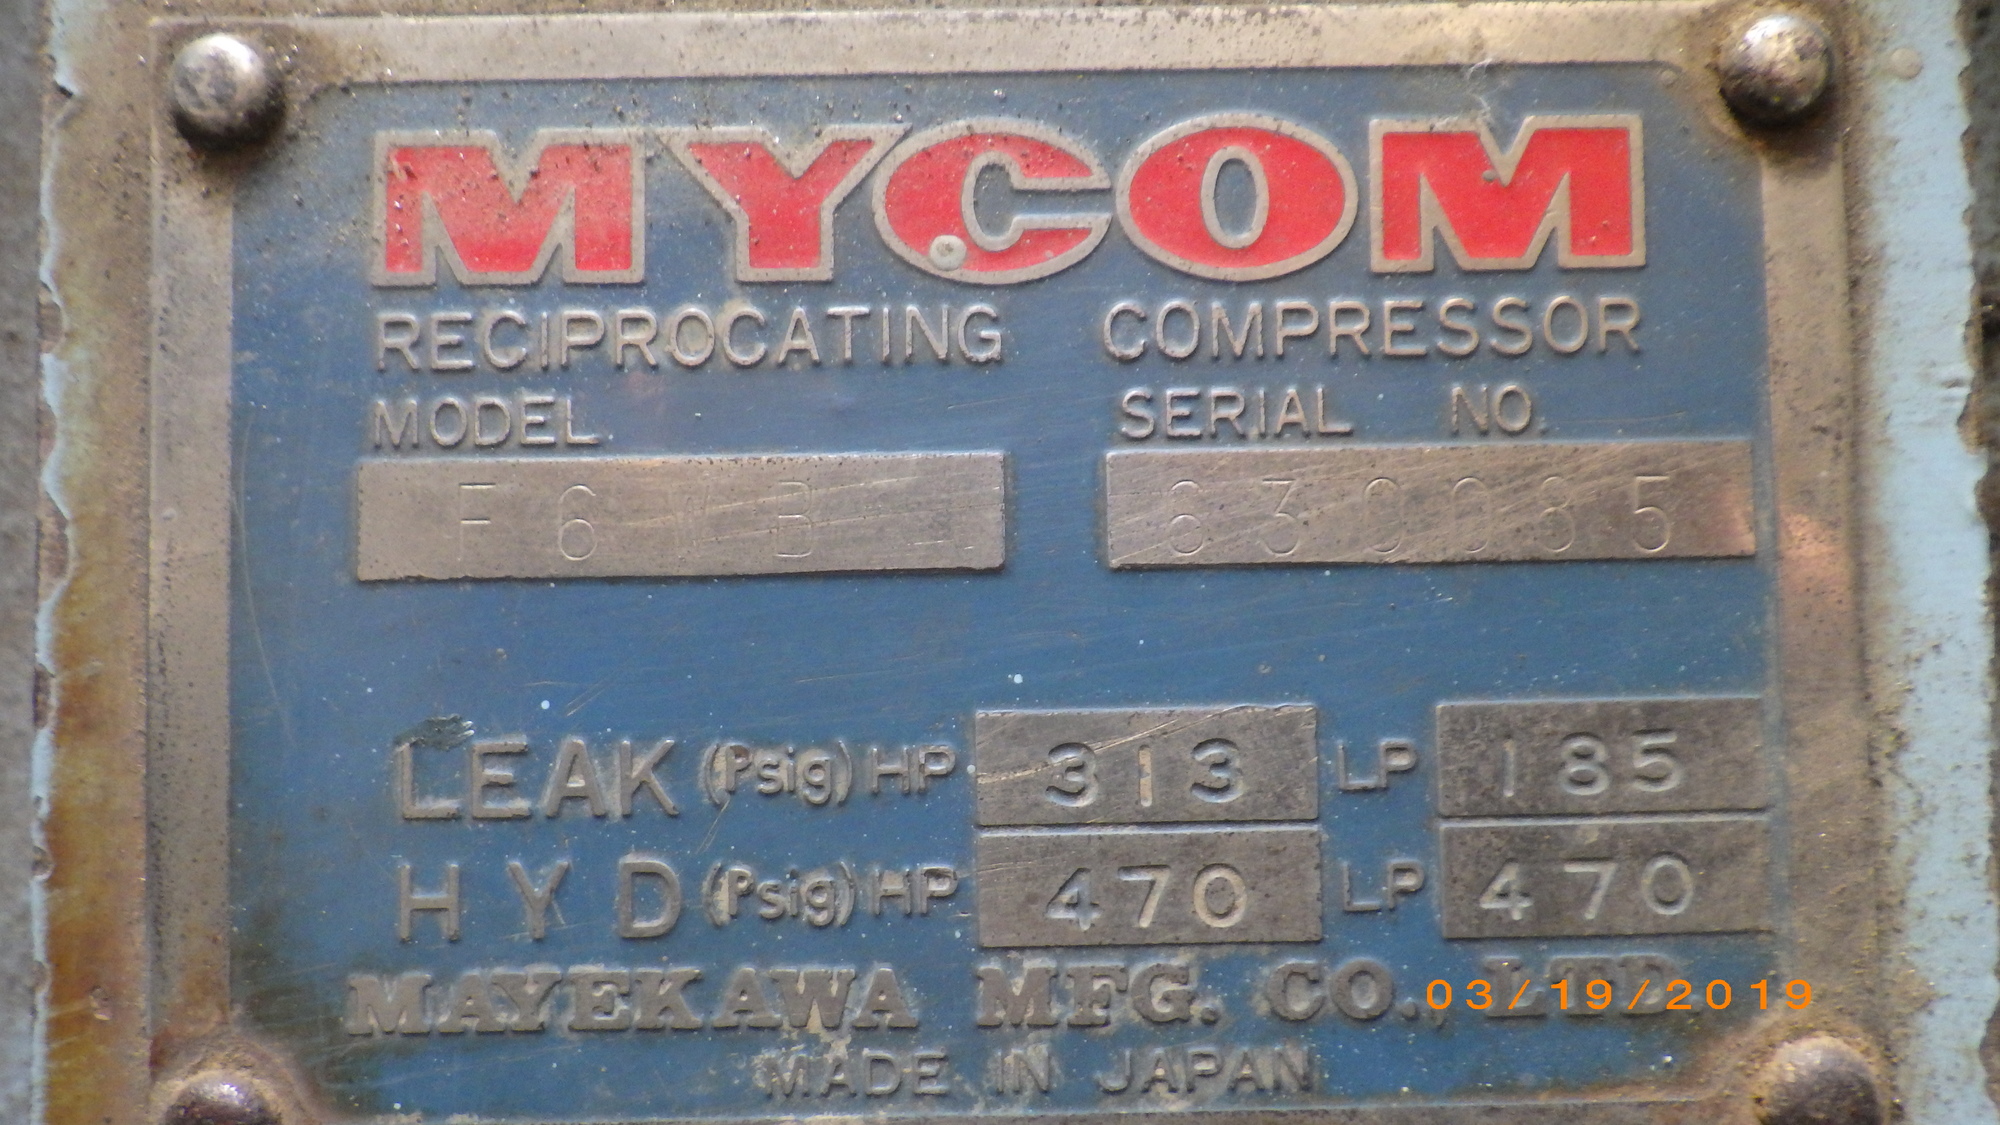 MYCOM
RECIPROCATING COMPRESSOR
MODEL SERIAL NO.
F6WB 630085
LEAK (Psig) HP 313 LP 185
HYD (Psig) HP 470 LP 470
MAYEKAWA MFG. CO., LTD
MADE IN JAPAN
03/19/2019